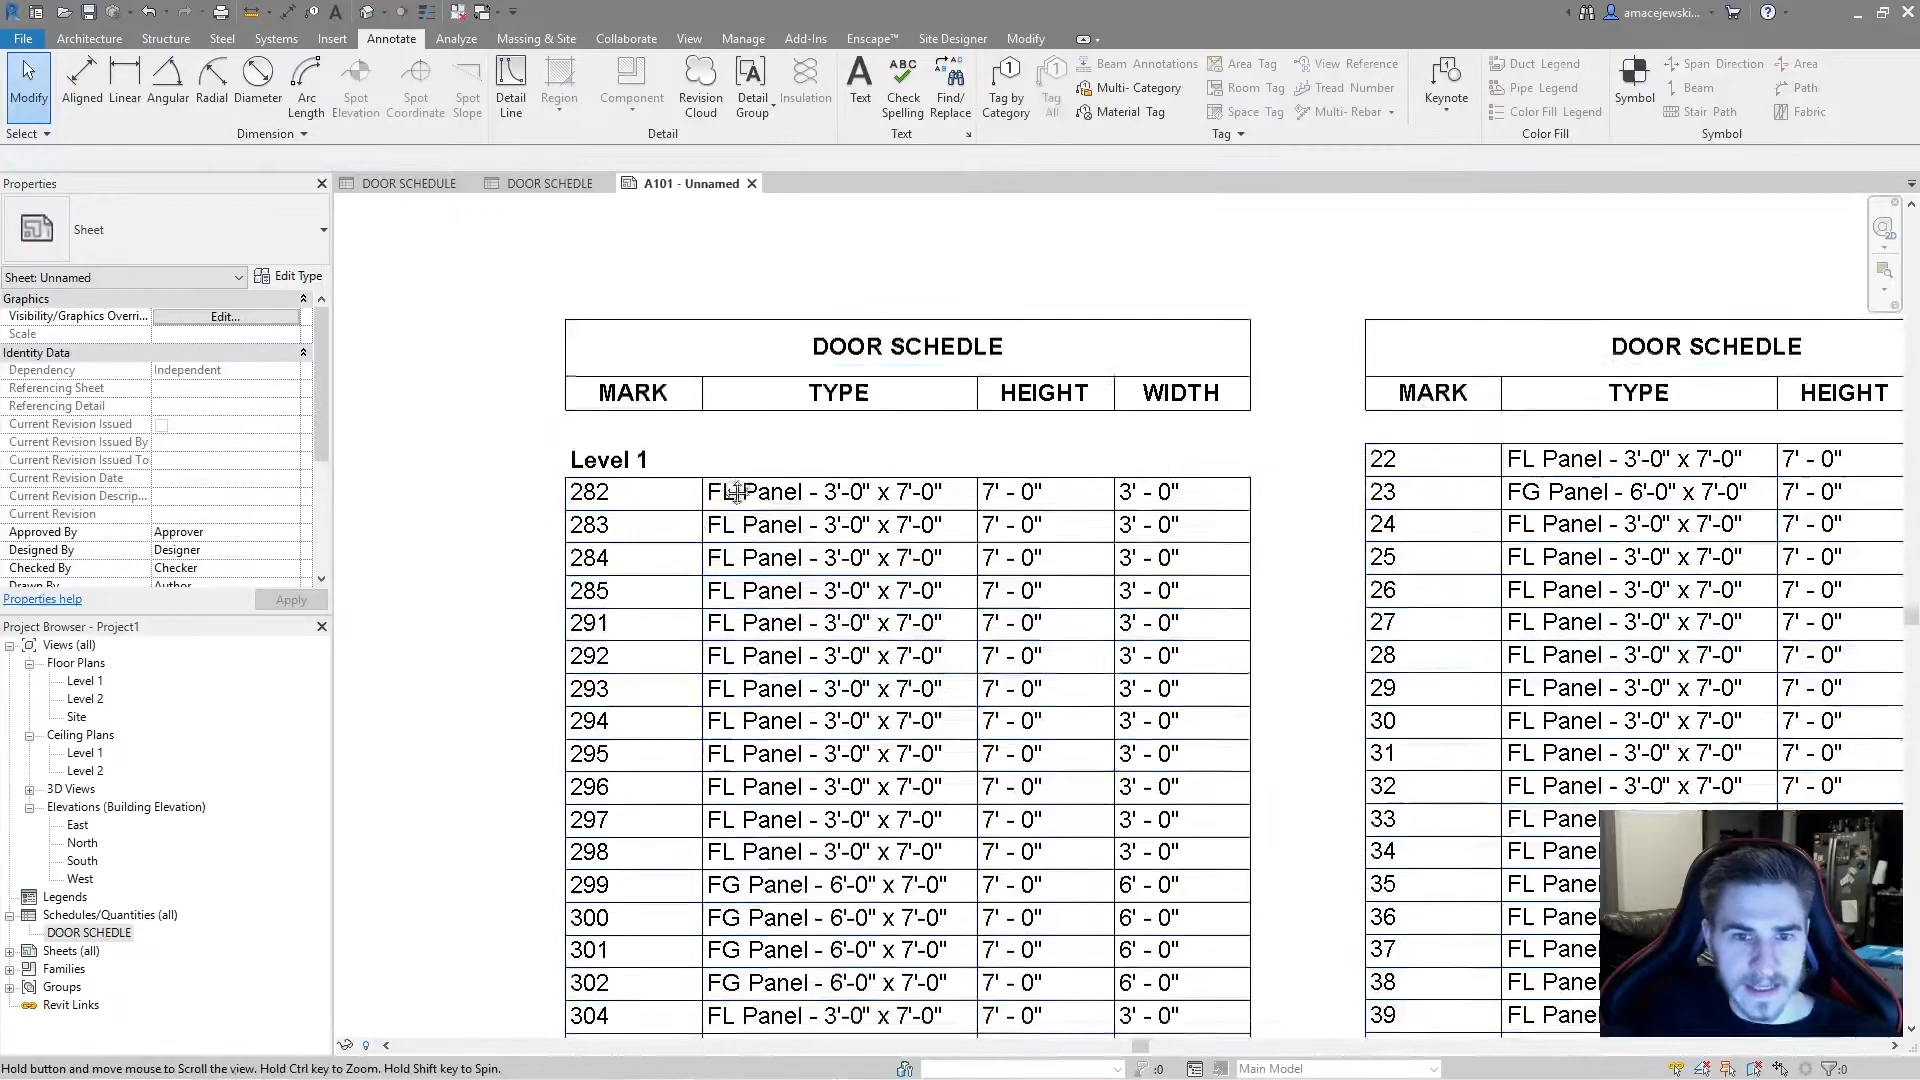 amacejewski...
File Architecture Structure Steel Systems Insert Annotate Analyze Massing & Site Collaborate View Manage Add-Ins Enscape™ Site Designer Modify
Modify
Aligned Linear Angular Radial Diameter Arc Length Spot Elevation Spot Coordinate Spot Slope
Detail Line Region Component Revision Cloud Detail Group Insulation
Text Check Spelling Find/ Replace
Tag by Category Tag All
Beam Annotations Area Tag View Reference
Multi- Category Room Tag Tread Number
Material Tag Space Tag Multi- Rebar
Keynote
Duct Legend
Pipe Legend
Color Fill Legend
Symbol
Span Direction Area
Beam Path
Stair Path Fabric
Select Dimension Detail Text Tag Color Fill Symbol
Properties
DOOR SCHEDULE DOOR SCHEDLE A101 - Unnamed
Sheet
Sheet: Unnamed Edit Type
Graphics
Visibility/Graphics Overri... Edit...
Scale
Identity Data
Dependency Independent
Referencing Sheet
Referencing Detail
Current Revision Issued
Current Revision Issued By
Current Revision Issued To
Current Revision Date
Current Revision Descrip...
Current Revision
Approved By Approver
Designed By Designer
Checked By Checker
Drawn By Author
Properties help Apply
Project Browser - Project1
Views (all)
Floor Plans
Level 1
Level 2
Site
Ceiling Plans
Level 1
Level 2
3D Views
Elevations (Building Elevation)
East
North
South
West
Legends
Schedules/Quantities (all)
DOOR SCHEDLE
Sheets (all)
Families
Groups
Revit Links
DOOR SCHEDLE
MARK TYPE HEIGHT WIDTH
Level 1
282 FL Panel - 3'-0" x 7'-0" 7' - 0" 3' - 0"
283 FL Panel - 3'-0" x 7'-0" 7' - 0" 3' - 0"
284 FL Panel - 3'-0" x 7'-0" 7' - 0" 3' - 0"
285 FL Panel - 3'-0" x 7'-0" 7' - 0" 3' - 0"
291 FL Panel - 3'-0" x 7'-0" 7' - 0" 3' - 0"
292 FL Panel - 3'-0" x 7'-0" 7' - 0" 3' - 0"
293 FL Panel - 3'-0" x 7'-0" 7' - 0" 3' - 0"
294 FL Panel - 3'-0" x 7'-0" 7' - 0" 3' - 0"
295 FL Panel - 3'-0" x 7'-0" 7' - 0" 3' - 0"
296 FL Panel - 3'-0" x 7'-0" 7' - 0" 3' - 0"
297 FL Panel - 3'-0" x 7'-0" 7' - 0" 3' - 0"
298 FL Panel - 3'-0" x 7'-0" 7' - 0" 3' - 0"
299 FG Panel - 6'-0" x 7'-0" 7' - 0" 6' - 0"
300 FG Panel - 6'-0" x 7'-0" 7' - 0" 6' - 0"
301 FG Panel - 6'-0" x 7'-0" 7' - 0" 6' - 0"
302 FG Panel - 6'-0" x 7'-0" 7' - 0" 6' - 0"
304 FL Panel - 3'-0" x 7'-0" 7' - 0" 3' - 0"
DOOR SCHEDLE
MARK TYPE HEIGHT
22 FL Panel - 3'-0" x 7'-0" 7' - 0"
23 FG Panel - 6'-0" x 7'-0" 7' - 0"
24 FL Panel - 3'-0" x 7'-0" 7' - 0"
25 FL Panel - 3'-0" x 7'-0" 7' - 0"
26 FL Panel - 3'-0" x 7'-0" 7' - 0"
27 FL Panel - 3'-0" x 7'-0" 7' - 0"
28 FL Panel - 3'-0" x 7'-0" 7' - 0"
29 FL Panel - 3'-0" x 7'-0" 7' - 0"
30 FL Panel - 3'-0" x 7'-0" 7' - 0"
31 FL Panel - 3'-0" x 7'-0" 7' - 0"
32 FL Panel - 3'-0" x 7'-0" 7' - 0"
33 FL Pane
34 FL Pane
35 FL Pane
36 FL Pane
37 FL Pane
38 FL Pane
39 FL Pane
Hold button and move mouse to Scroll the view. Hold Ctrl key to Zoom. Hold Shift key to Spin. :0 Main Model :0
2D